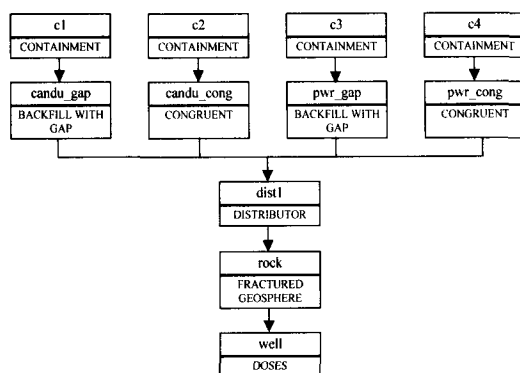 c1
c2
c3
c4
CONTAINMENT
CONTAINMENT
CONTAINMENT
CONTAINMENT
candu_gap
candu_cong
pwr_gap
pwr_cong
BACKFILL WITH
GAP
CONGRUENT
BACKFILL WITH
GAP
CONGRUENT
dist1
DISTRIBUTOR
rock
FRACTURED
GEOSPHERE
well
DOSES